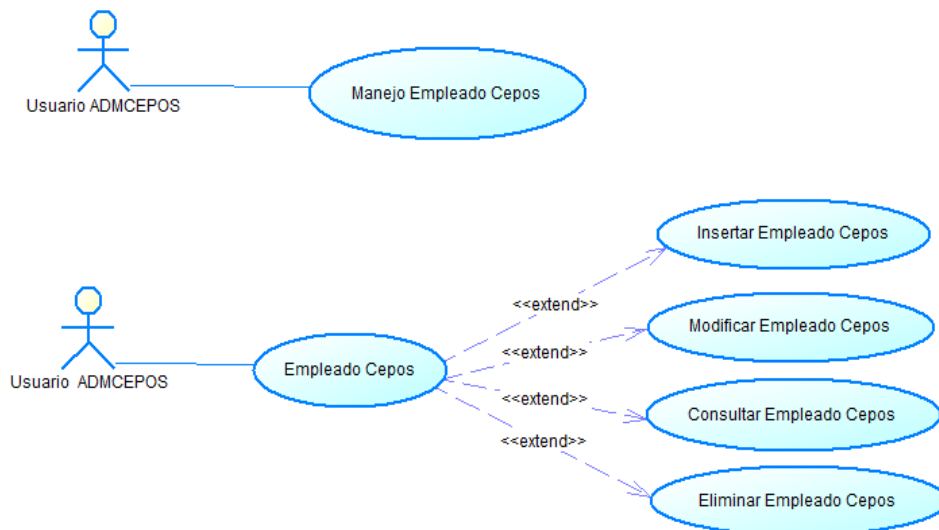 Manejo Empleado Cepos
Usuario ADMCEPOS
Insertar Empleado Cepos
<<extend>>
Modificar Empleado Cepos
<<extend>>
Empleado Cepos
Usuario ADMCEPOS
<<extend>>
Consultar Empleado Cepos
<<extend>>
Eliminar Empleado Cepos